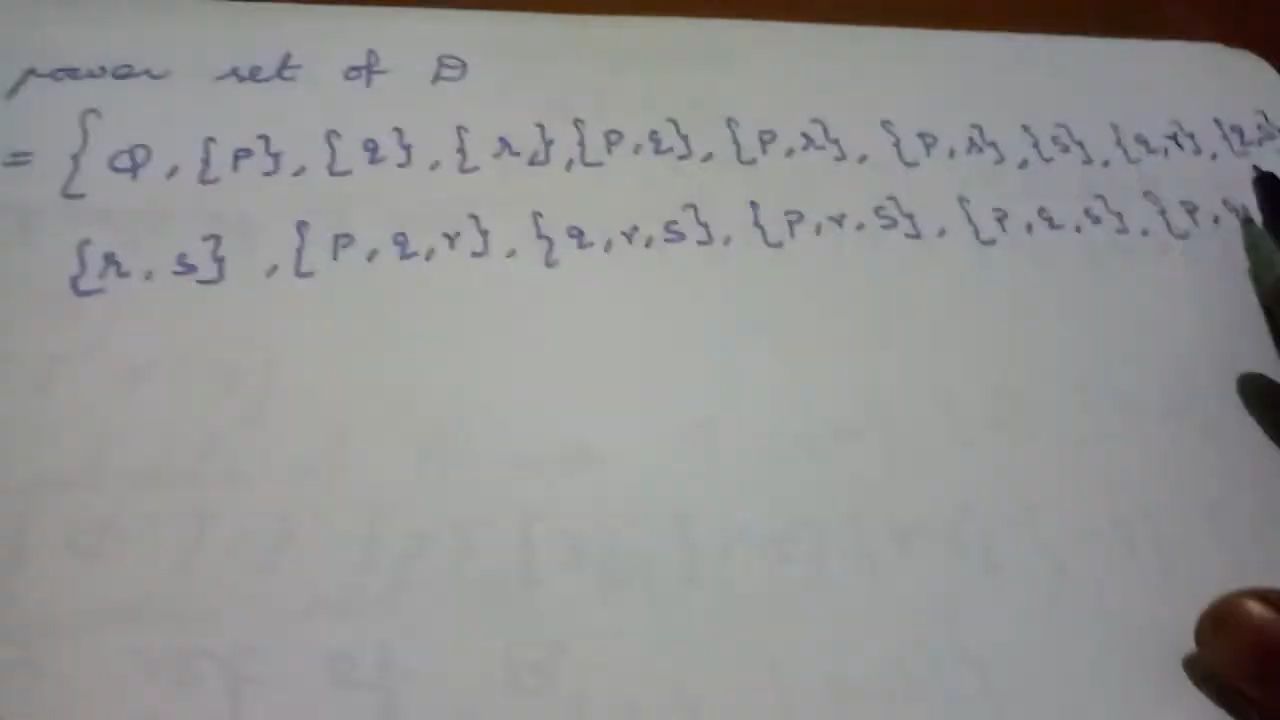 power set of D
= { Φ, {p}, {q}, {r}, {p,q}, {p,r}, {p,s}, {s}, {q,r}, {q,s}
{r,s}, {p,q,r}, {q,r,s}, {p,r,s}, {p,q,s}, {p,